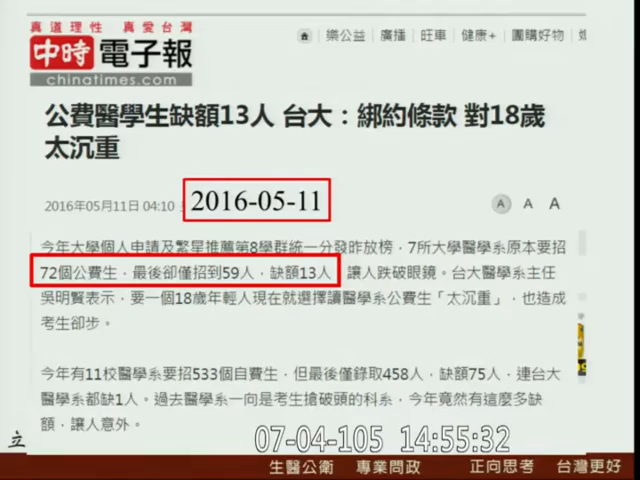 真道理性 真愛台灣
中時電子報
chinatimes.com
樂公益 | 廣播 | 旺車 | 健康+ | 團購好物
公費醫學生缺額13人 台大：綁約條款 對18歲
太沉重
2016年05月11日 04:10
2016-05-11
A A A
今年大學個人申請及繁星推薦第8學群統一分發昨放榜，7所大學醫學系原本要招
72個公費生，最後卻僅招到59人，缺額13人，讓人跌破眼鏡。台大醫學系主任
吳明賢表示，要一個18歲年輕人現在就選擇讀醫學系公費生「太沉重」，也造成
考生卻步。
今年有11校醫學系要招533個自費生，但最後僅錄取458人，缺額75人，連台大
醫學系都缺1人。過去醫學系一向是考生搶破頭的科系，今年竟然有這麼多缺
額，讓人意外。
立
07-04-105 14:55:32
生醫公衛 專業問政 正向思考 台灣更好